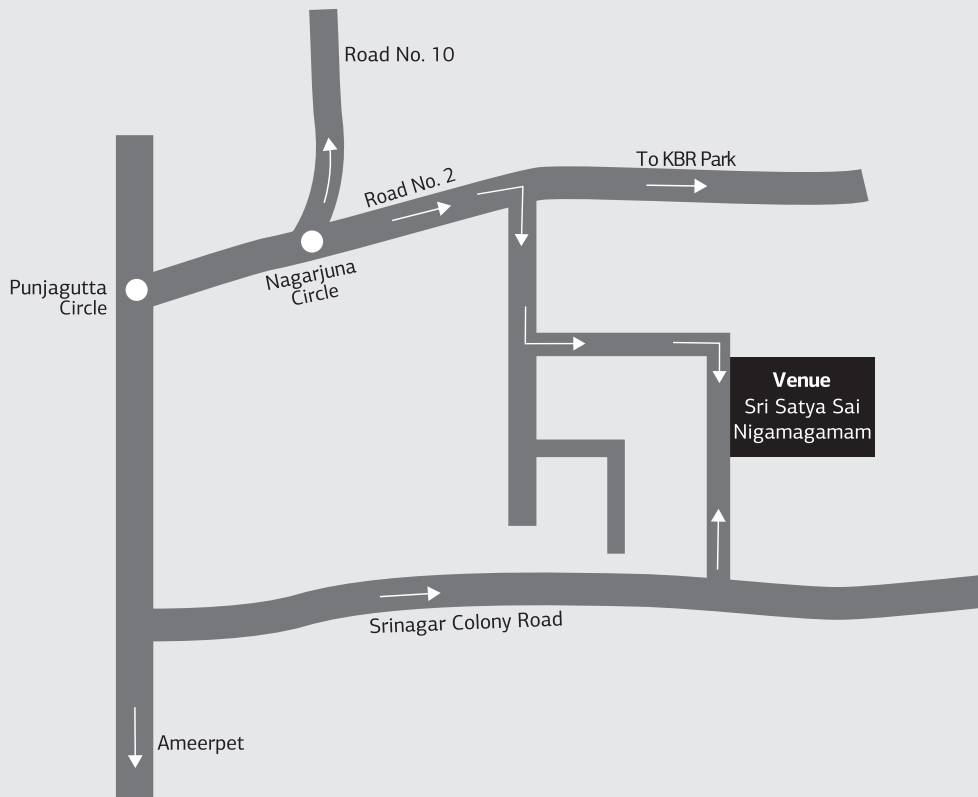 Road No. 10
To KBR Park
Road No. 2
Nagarjuna
Circle
Punjagutta
Circle
Venue
Sri Satya Sai
Nigamagamam
Srinagar Colony Road
Ameerpet